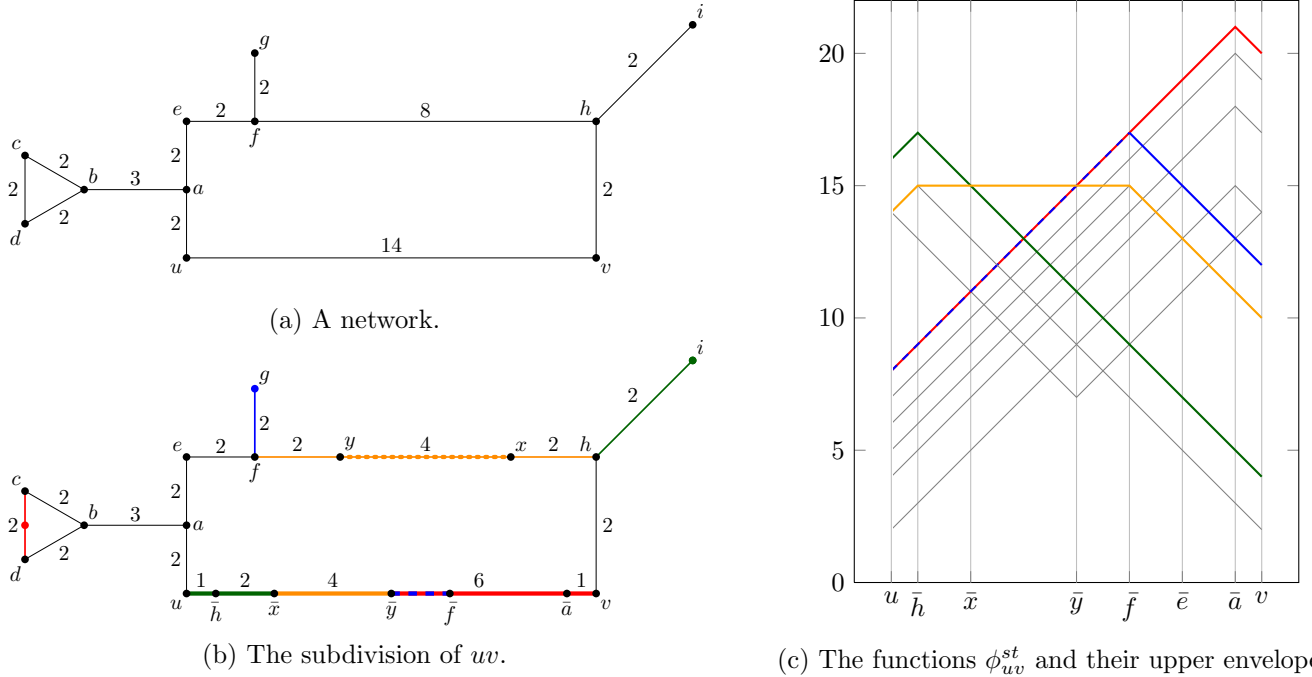 i
g
2
2
e
2
f
8
h
c
2
2
b
3
2
a
2
d
2
2
2
u
14
v
(a) A network.
i
g
2
2
e
2
f
2
y
4
x
2
h
c
2
2
b
3
2
a
2
d
2
2
1
2
4
6
1
u
h̄
x̄
ȳ
f̄
ā
v
(b) The subdivision of uv.
20
15
10
5
0
u
h̄
x̄
ȳ
f̄
ē
ā
v
(c) The functions ϕ^{st}_{uv} and their upper envelope